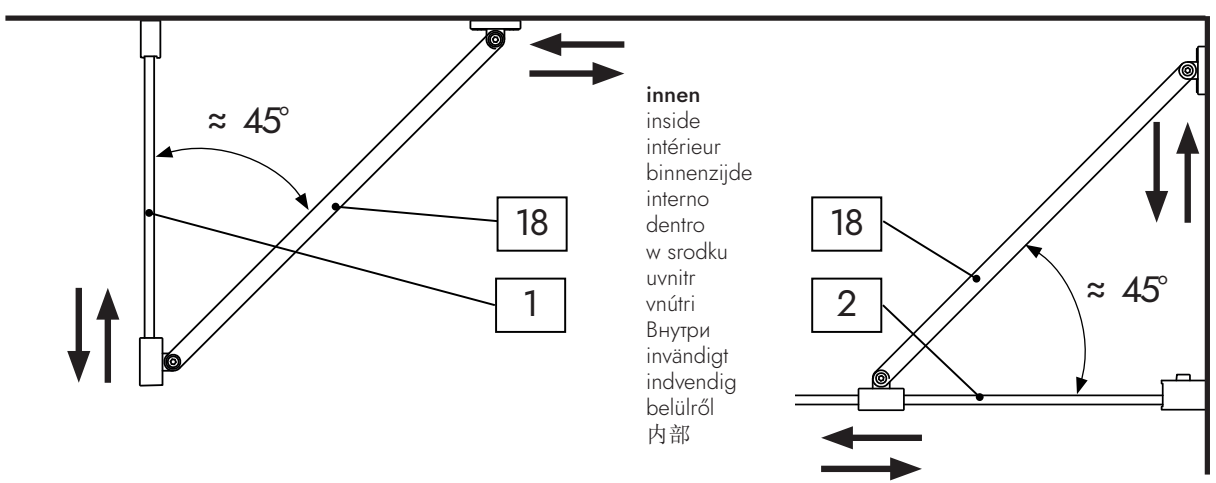 ≈ 45°
18
1
innen
inside
intérieur
binnenzijde
interno
dentro
w srodku
uvnitr
vnútri
Внутри
invändigt
indvendig
belülről
内部
18
2
≈ 45°